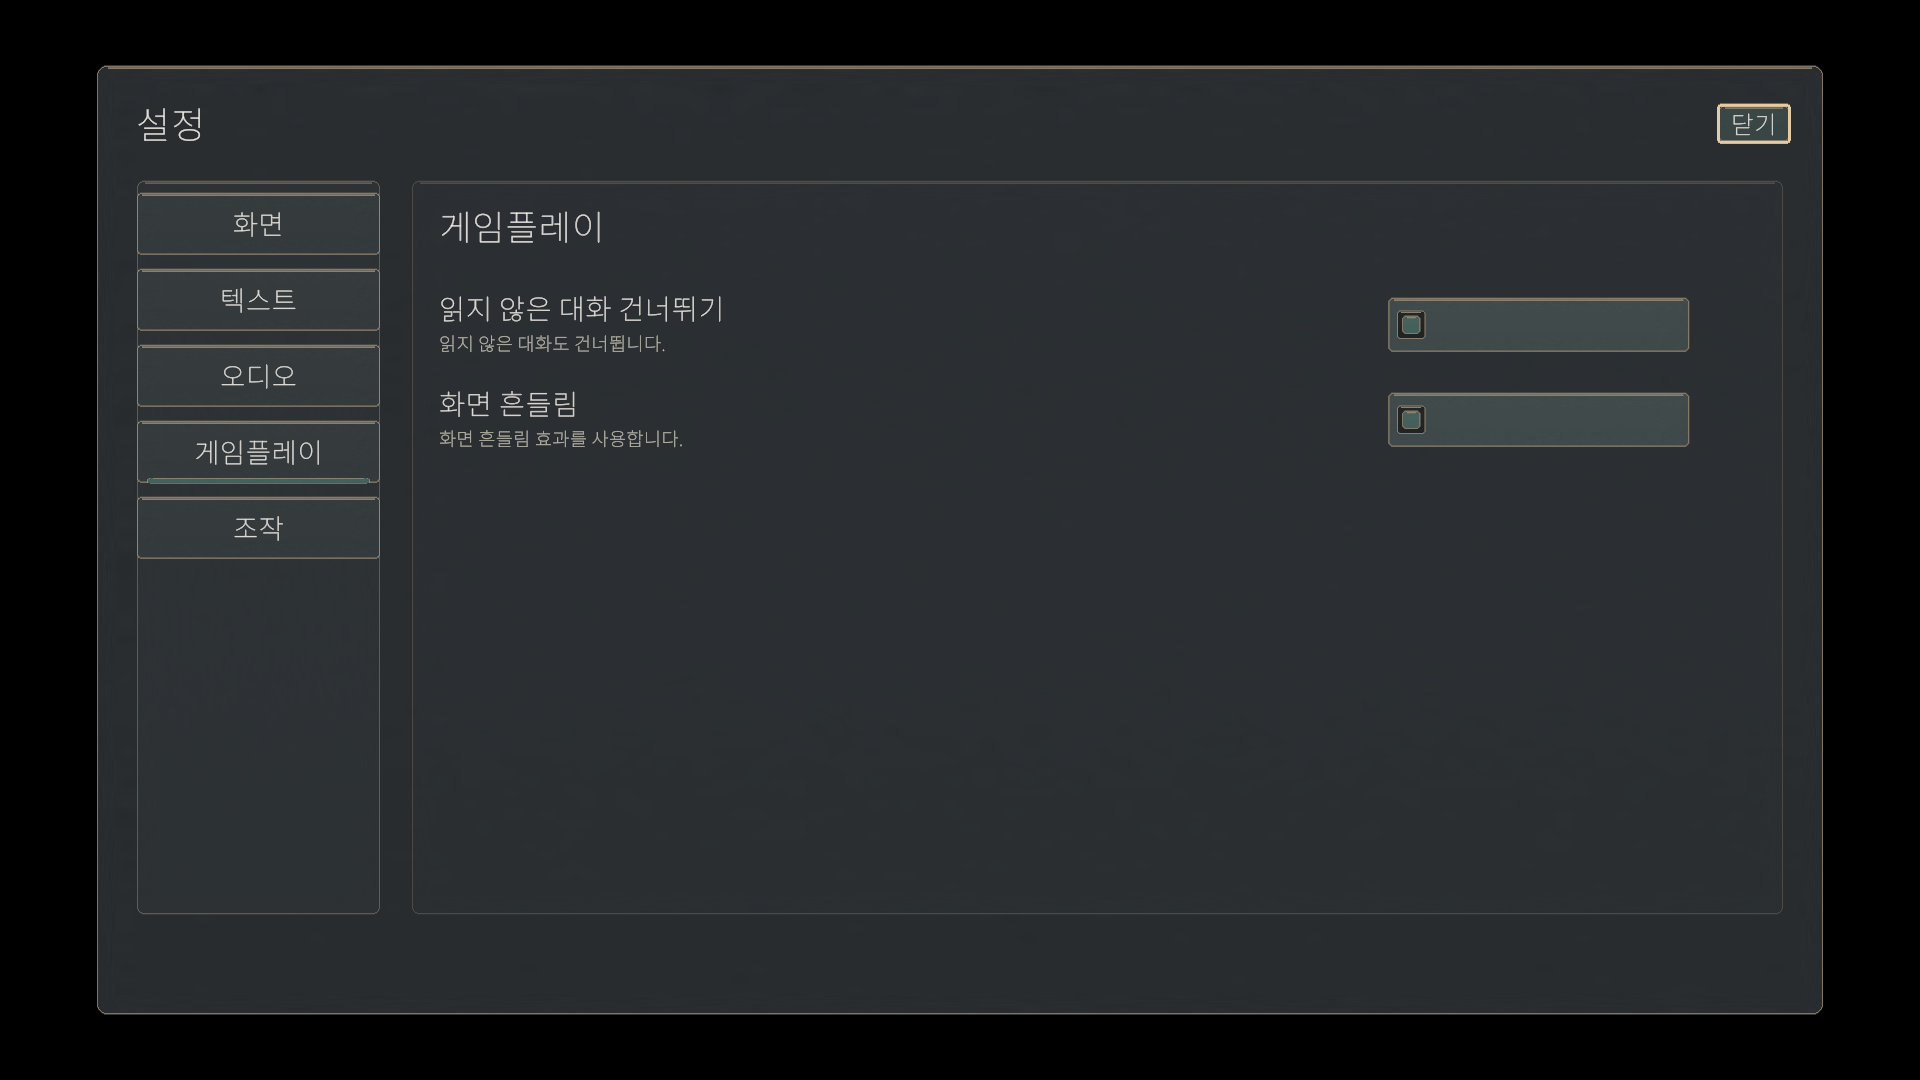 설정
닫기
화면
텍스트
오디오
게임플레이
조작
게임플레이
읽지 않은 대화 건너뛰기
읽지 않은 대화도 건너뜁니다.
화면 흔들림
화면 흔들림 효과를 사용합니다.